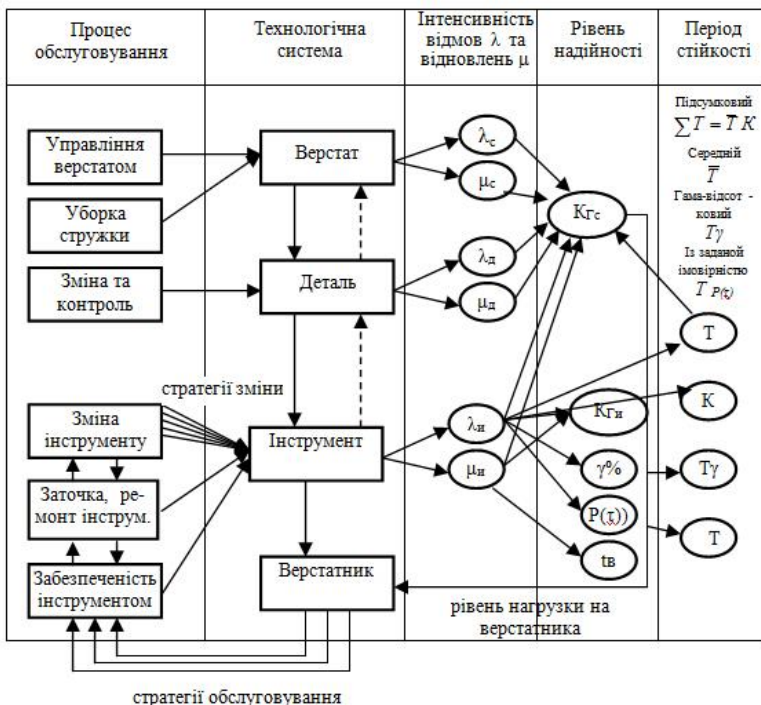 Процес
обслуговування
Технологічна
система
Інтенсивність
відмов λ та
відновлень μ
Рівень
надійності
Період
стійкості
Управління
верстатом
Уборка
стружки
Зміна та
контроль
стратегії зміни
Зміна
інструменту
Заточка, ре-
монт інструм.
Забезпеченість
інструментом
Верстат
Деталь
Інструмент
Верстатник
λс
μс
λд
μд
λи
μи
КГс
КГи
γ%
P(ξ))
tв
рівень нагрузки на
верстатника
Підсумковий
∑T = T̅ K
Середній
T̅
Гама-відсот -
ковий
Tγ
Із заданой
імовірністю
T P(ξ)
T
К
Tγ
T
стратегії обслуговування